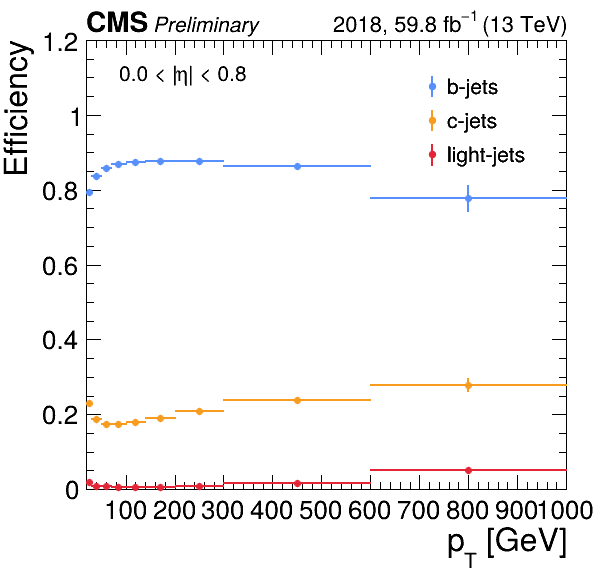 CMS Preliminary 2018, 59.8 fb⁻¹ (13 TeV)
0.0 < |η| < 0.8
b-jets
c-jets
light-jets
Efficiency
1.2
1
0.8
0.6
0.4
0.2
0
100 200 300 400 500 600 700 800 900 1000
p_T [GeV]